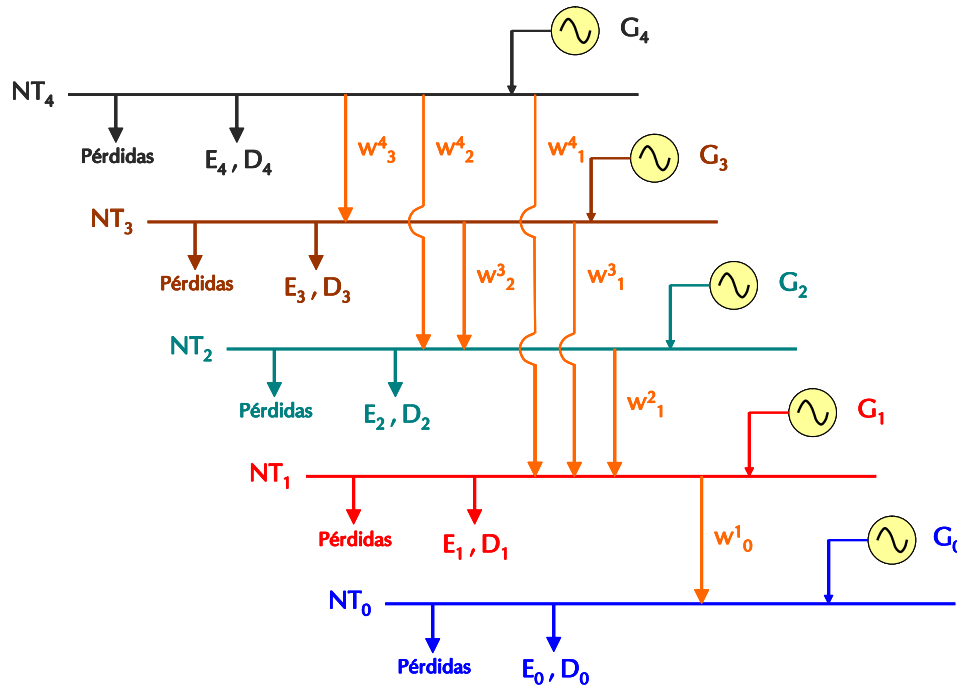 G₄
NT₄
Pérdidas
E₄ , D₄
w⁴₃
w⁴₂
w⁴₁
G₃
NT₃
Pérdidas
E₃ , D₃
w³₂
w³₁
G₂
NT₂
Pérdidas
E₂ , D₂
w²₁
G₁
NT₁
Pérdidas
E₁ , D₁
w¹₀
G₀
NT₀
Pérdidas
E₀ , D₀